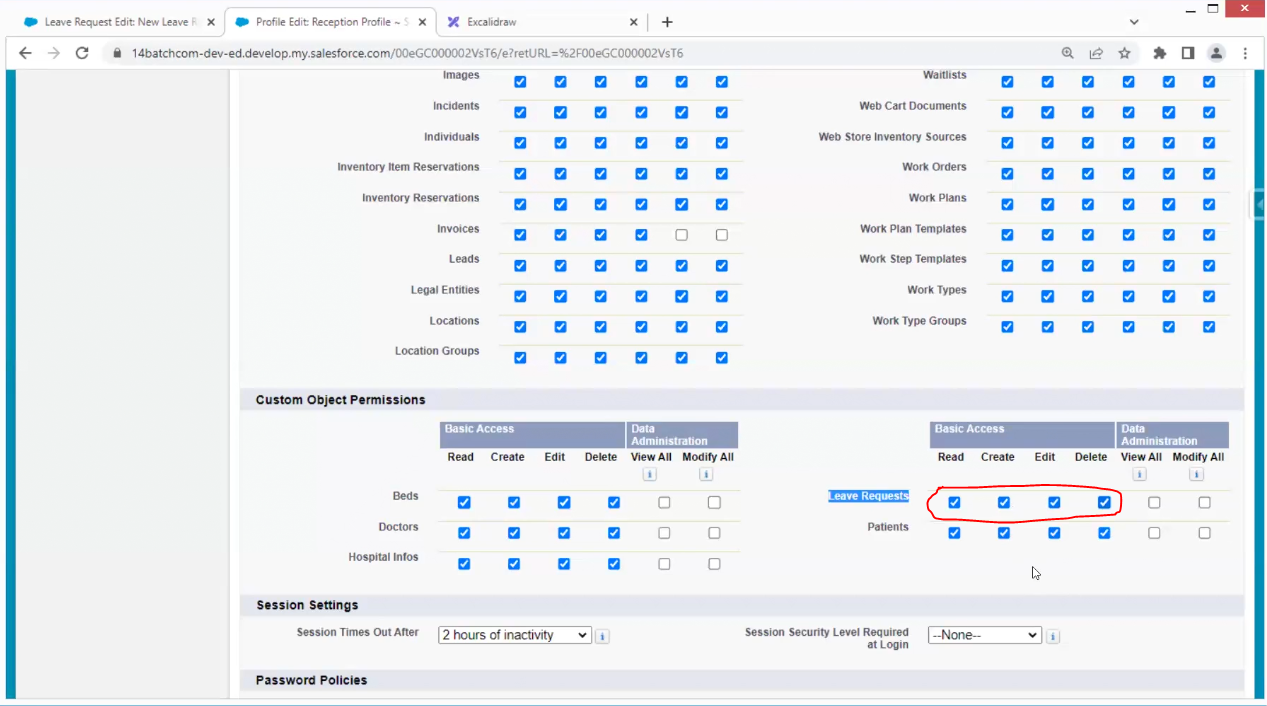 Leave Request Edit: New Leave R
Profile Edit: Reception Profile ~ S
Excalidraw
14batchcom-dev-ed.develop.my.salesforce.com/00eGC000002VsT6/e?retURL=%2F00eGC000002VsT6
Images
Incidents
Individuals
Inventory Item Reservations
Inventory Reservations
Invoices
Leads
Legal Entities
Locations
Location Groups
Waitlists
Web Cart Documents
Web Store Inventory Sources
Work Orders
Work Plans
Work Plan Templates
Work Step Templates
Work Types
Work Type Groups
Custom Object Permissions
Basic Access
Data Administration
Read Create Edit Delete View All Modify All
Beds
Doctors
Hospital Infos
Basic Access
Data Administration
Read Create Edit Delete View All Modify All
Leave Requests
Patients
Session Settings
Session Times Out After
2 hours of inactivity
Session Security Level Required
at Login
--None--
Password Policies